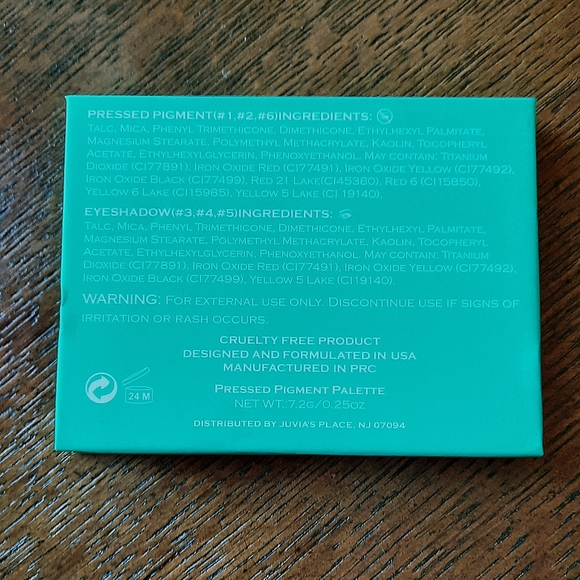 PRESSED PIGMENT(#1,#2,#6)INGREDIENTS:
TALC, MICA, PHENYL TRIMETHICONE, DIMETHICONE, ETHYLHEXYL PALMITATE,
MAGNESIUM STEARATE, POLYMETHYL METHACRYLATE, KAOLIN, TOCOPHERYL
ACETATE, ETHYLHEXYLGLYCERIN, PHENOXYETHANOL. MAY CONTAIN: TITANIUM
DIOXIDE (CI77891), IRON OXIDE RED (CI77491), IRON OXIDE YELLOW (CI77492),
IRON OXIDE BLACK (CI77499), RED 21 LAKE(CI45380), RED 6 (CI15850),
YELLOW 6 LAKE (CI15985), YELLOW 5 LAKE (CI 19140).
EYESHADOW(#3,#4,#5)INGREDIENTS:
TALC, MICA, PHENYL TRIMETHICONE, DIMETHICONE, ETHYLHEXYL PALMITATE,
MAGNESIUM STEARATE, POLYMETHYL METHACRYLATE, KAOLIN, TOCOPHERYL
ACETATE, ETHYLHEXYLGLYCERIN, PHENOXYETHANOL. MAY CONTAIN: TITANIUM
DIOXIDE (CI77891), IRON OXIDE RED (CI77491), IRON OXIDE YELLOW (CI77492),
IRON OXIDE BLACK (CI77499), YELLOW 5 LAKE (CI19140).
WARNING: FOR EXTERNAL USE ONLY. DISCONTINUE USE IF SIGNS OF
IRRITATION OR RASH OCCURS.
CRUELTY FREE PRODUCT
DESIGNED AND FORMULATED IN USA
MANUFACTURED IN PRC
24 M
PRESSED PIGMENT PALETTE
NET WT.:7.2G/0.25OZ
DISTRIBUTED BY JUVIA'S PLACE, NJ 07094